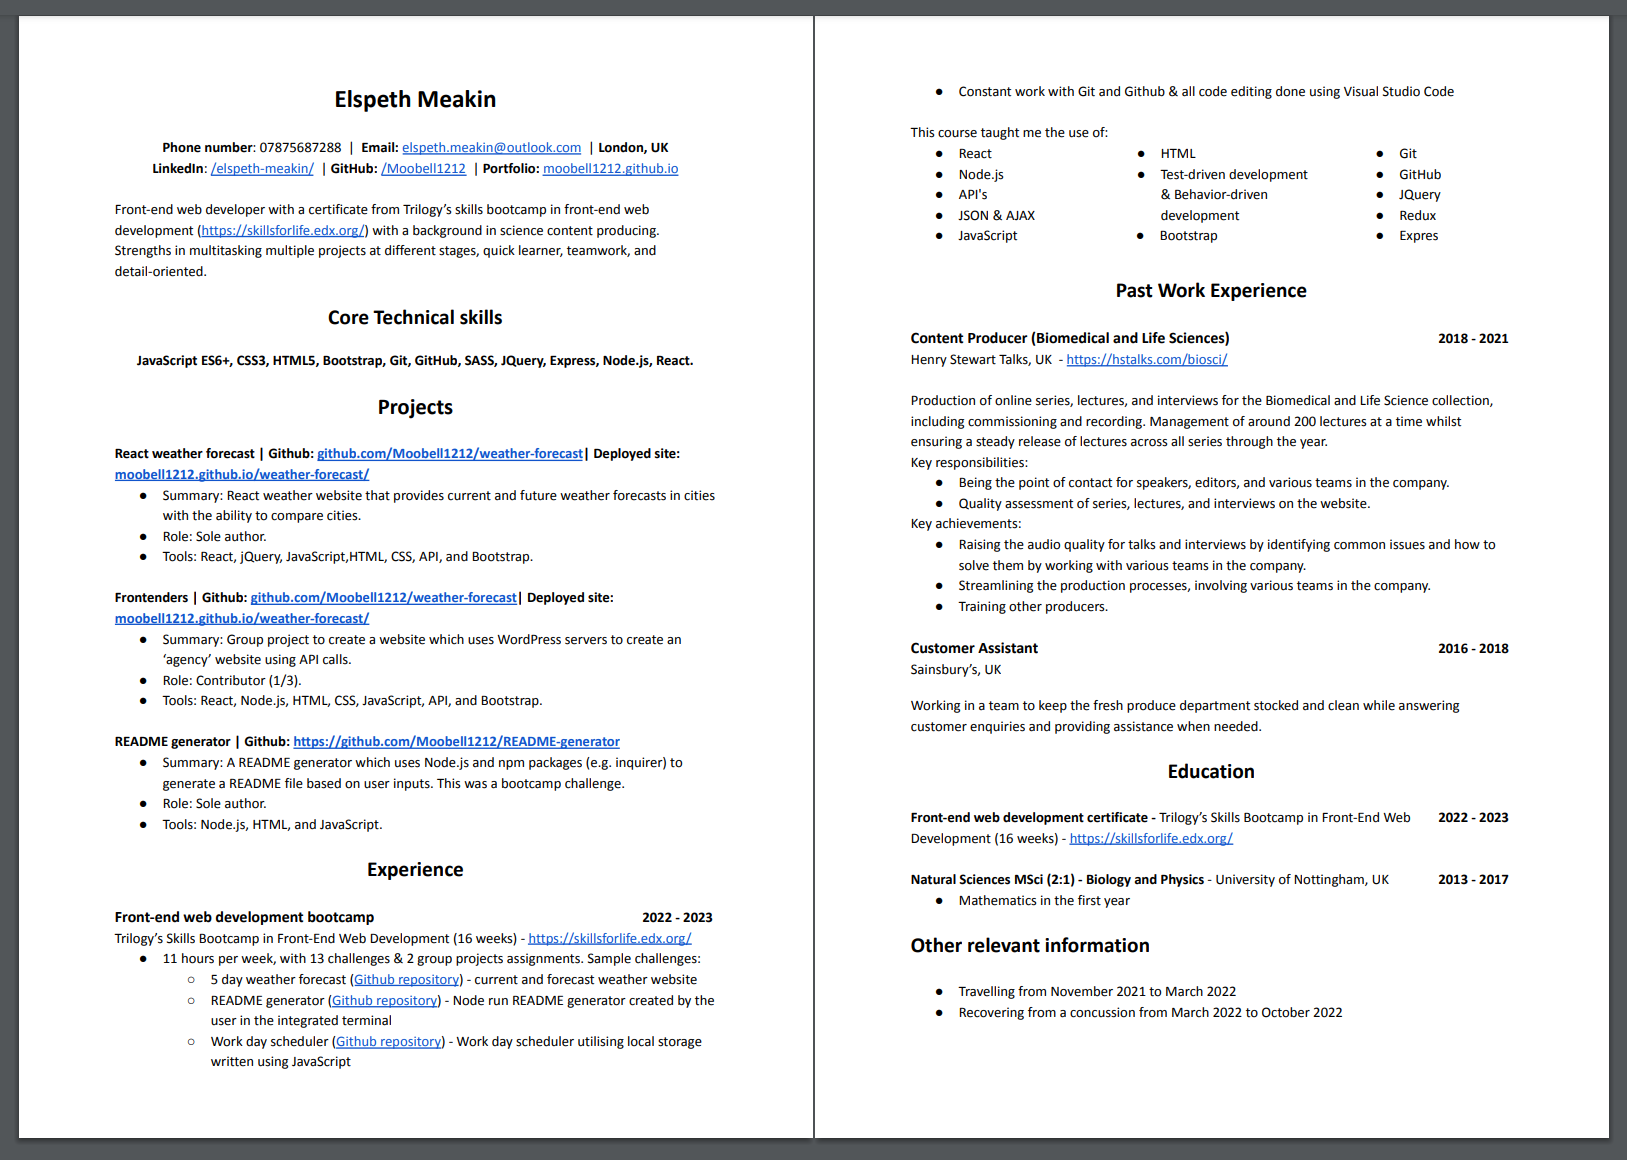 Elspeth Meakin
Phone number: 07875687288 | Email: elspeth.meakin@outlook.com | London, UK
LinkedIn: /elspeth-meakin/ | GitHub: /Moobell1212 | Portfolio: moobell1212.github.io
Front-end web developer with a certificate from Trilogy’s skills bootcamp in front-end web
development (https://skillsforlife.edx.org/) with a background in science content producing.
Strengths in multitasking multiple projects at different stages, quick learner, teamwork, and
detail-oriented.
Core Technical skills
JavaScript ES6+, CSS3, HTML5, Bootstrap, Git, GitHub, SASS, JQuery, Express, Node.js, React.
Projects
React weather forecast | Github: github.com/Moobell1212/weather-forecast| Deployed site:
moobell1212.github.io/weather-forecast/
● Summary: React weather website that provides current and future weather forecasts in cities
with the ability to compare cities.
● Role: Sole author.
● Tools: React, jQuery, JavaScript,HTML, CSS, API, and Bootstrap.
Frontenders | Github: github.com/Moobell1212/weather-forecast| Deployed site:
moobell1212.github.io/weather-forecast/
● Summary: Group project to create a website which uses WordPress servers to create an
‘agency’ website using API calls.
● Role: Contributor (1/3).
● Tools: React, Node.js, HTML, CSS, JavaScript, API, and Bootstrap.
README generator | Github: https://github.com/Moobell1212/README-generator
● Summary: A README generator which uses Node.js and npm packages (e.g. inquirer) to
generate a README file based on user inputs. This was a bootcamp challenge.
● Role: Sole author.
● Tools: Node.js, HTML, and JavaScript.
Experience
Front-end web development bootcamp 2022 - 2023
Trilogy’s Skills Bootcamp in Front-End Web Development (16 weeks) - https://skillsforlife.edx.org/
● 11 hours per week, with 13 challenges & 2 group projects assignments. Sample challenges:
○ 5 day weather forecast (Github repository) - current and forecast weather website
○ README generator (Github repository) - Node run README generator created by the
user in the integrated terminal
○ Work day scheduler (Github repository) - Work day scheduler utilising local storage
written using JavaScript
● Constant work with Git and Github & all code editing done using Visual Studio Code
This course taught me the use of:
● React
● Node.js
● API's
● JSON & AJAX
● JavaScript
● HTML
● Test-driven development
& Behavior-driven
development
● Bootstrap
● Git
● GitHub
● JQuery
● Redux
● Expres
Past Work Experience
Content Producer (Biomedical and Life Sciences) 2018 - 2021
Henry Stewart Talks, UK - https://hstalks.com/biosci/
Production of online series, lectures, and interviews for the Biomedical and Life Science collection,
including commissioning and recording. Management of around 200 lectures at a time whilst
ensuring a steady release of lectures across all series through the year.
Key responsibilities:
● Being the point of contact for speakers, editors, and various teams in the company.
● Quality assessment of series, lectures, and interviews on the website.
Key achievements:
● Raising the audio quality for talks and interviews by identifying common issues and how to
solve them by working with various teams in the company.
● Streamlining the production processes, involving various teams in the company.
● Training other producers.
Customer Assistant 2016 - 2018
Sainsbury’s, UK
Working in a team to keep the fresh produce department stocked and clean while answering
customer enquiries and providing assistance when needed.
Education
Front-end web development certificate - Trilogy’s Skills Bootcamp in Front-End Web 2022 - 2023
Development (16 weeks) - https://skillsforlife.edx.org/
Natural Sciences MSci (2:1) - Biology and Physics - University of Nottingham, UK 2013 - 2017
● Mathematics in the first year
Other relevant information
● Travelling from November 2021 to March 2022
● Recovering from a concussion from March 2022 to October 2022